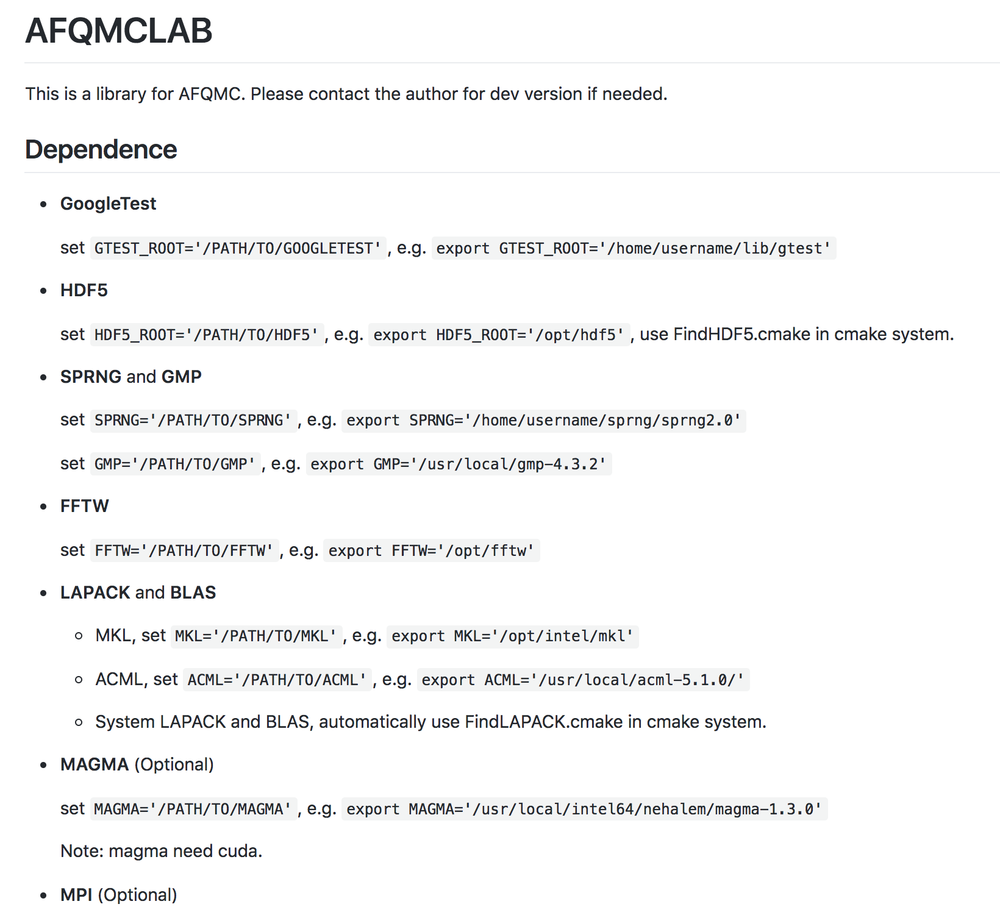 AFQMCLAB
This is a library for AFQMC. Please contact the author for dev version if needed.
Dependence
• GoogleTest
set GTEST_ROOT='/PATH/TO/GOOGLETEST' , e.g. export GTEST_ROOT='/home/username/lib/gtest'
• HDF5
set HDF5_ROOT='/PATH/TO/HDF5' , e.g. export HDF5_ROOT='/opt/hdf5' , use FindHDF5.cmake in cmake system.
• SPRNG and GMP
set SPRNG='/PATH/TO/SPRNG' , e.g. export SPRNG='/home/username/sprng/sprng2.0'
set GMP='/PATH/TO/GMP' , e.g. export GMP='/usr/local/gmp-4.3.2'
• FFTW
set FFTW='/PATH/TO/FFTW' , e.g. export FFTW='/opt/fftw'
• LAPACK and BLAS
○ MKL, set MKL='/PATH/TO/MKL' , e.g. export MKL='/opt/intel/mkl'
○ ACML, set ACML='/PATH/TO/ACML' , e.g. export ACML='/usr/local/acml-5.1.0/'
○ System LAPACK and BLAS, automatically use FindLAPACK.cmake in cmake system.
• MAGMA (Optional)
set MAGMA='/PATH/TO/MAGMA' , e.g. export MAGMA='/usr/local/intel64/nehalem/magma-1.3.0'
Note: magma need cuda.
• MPI (Optional)